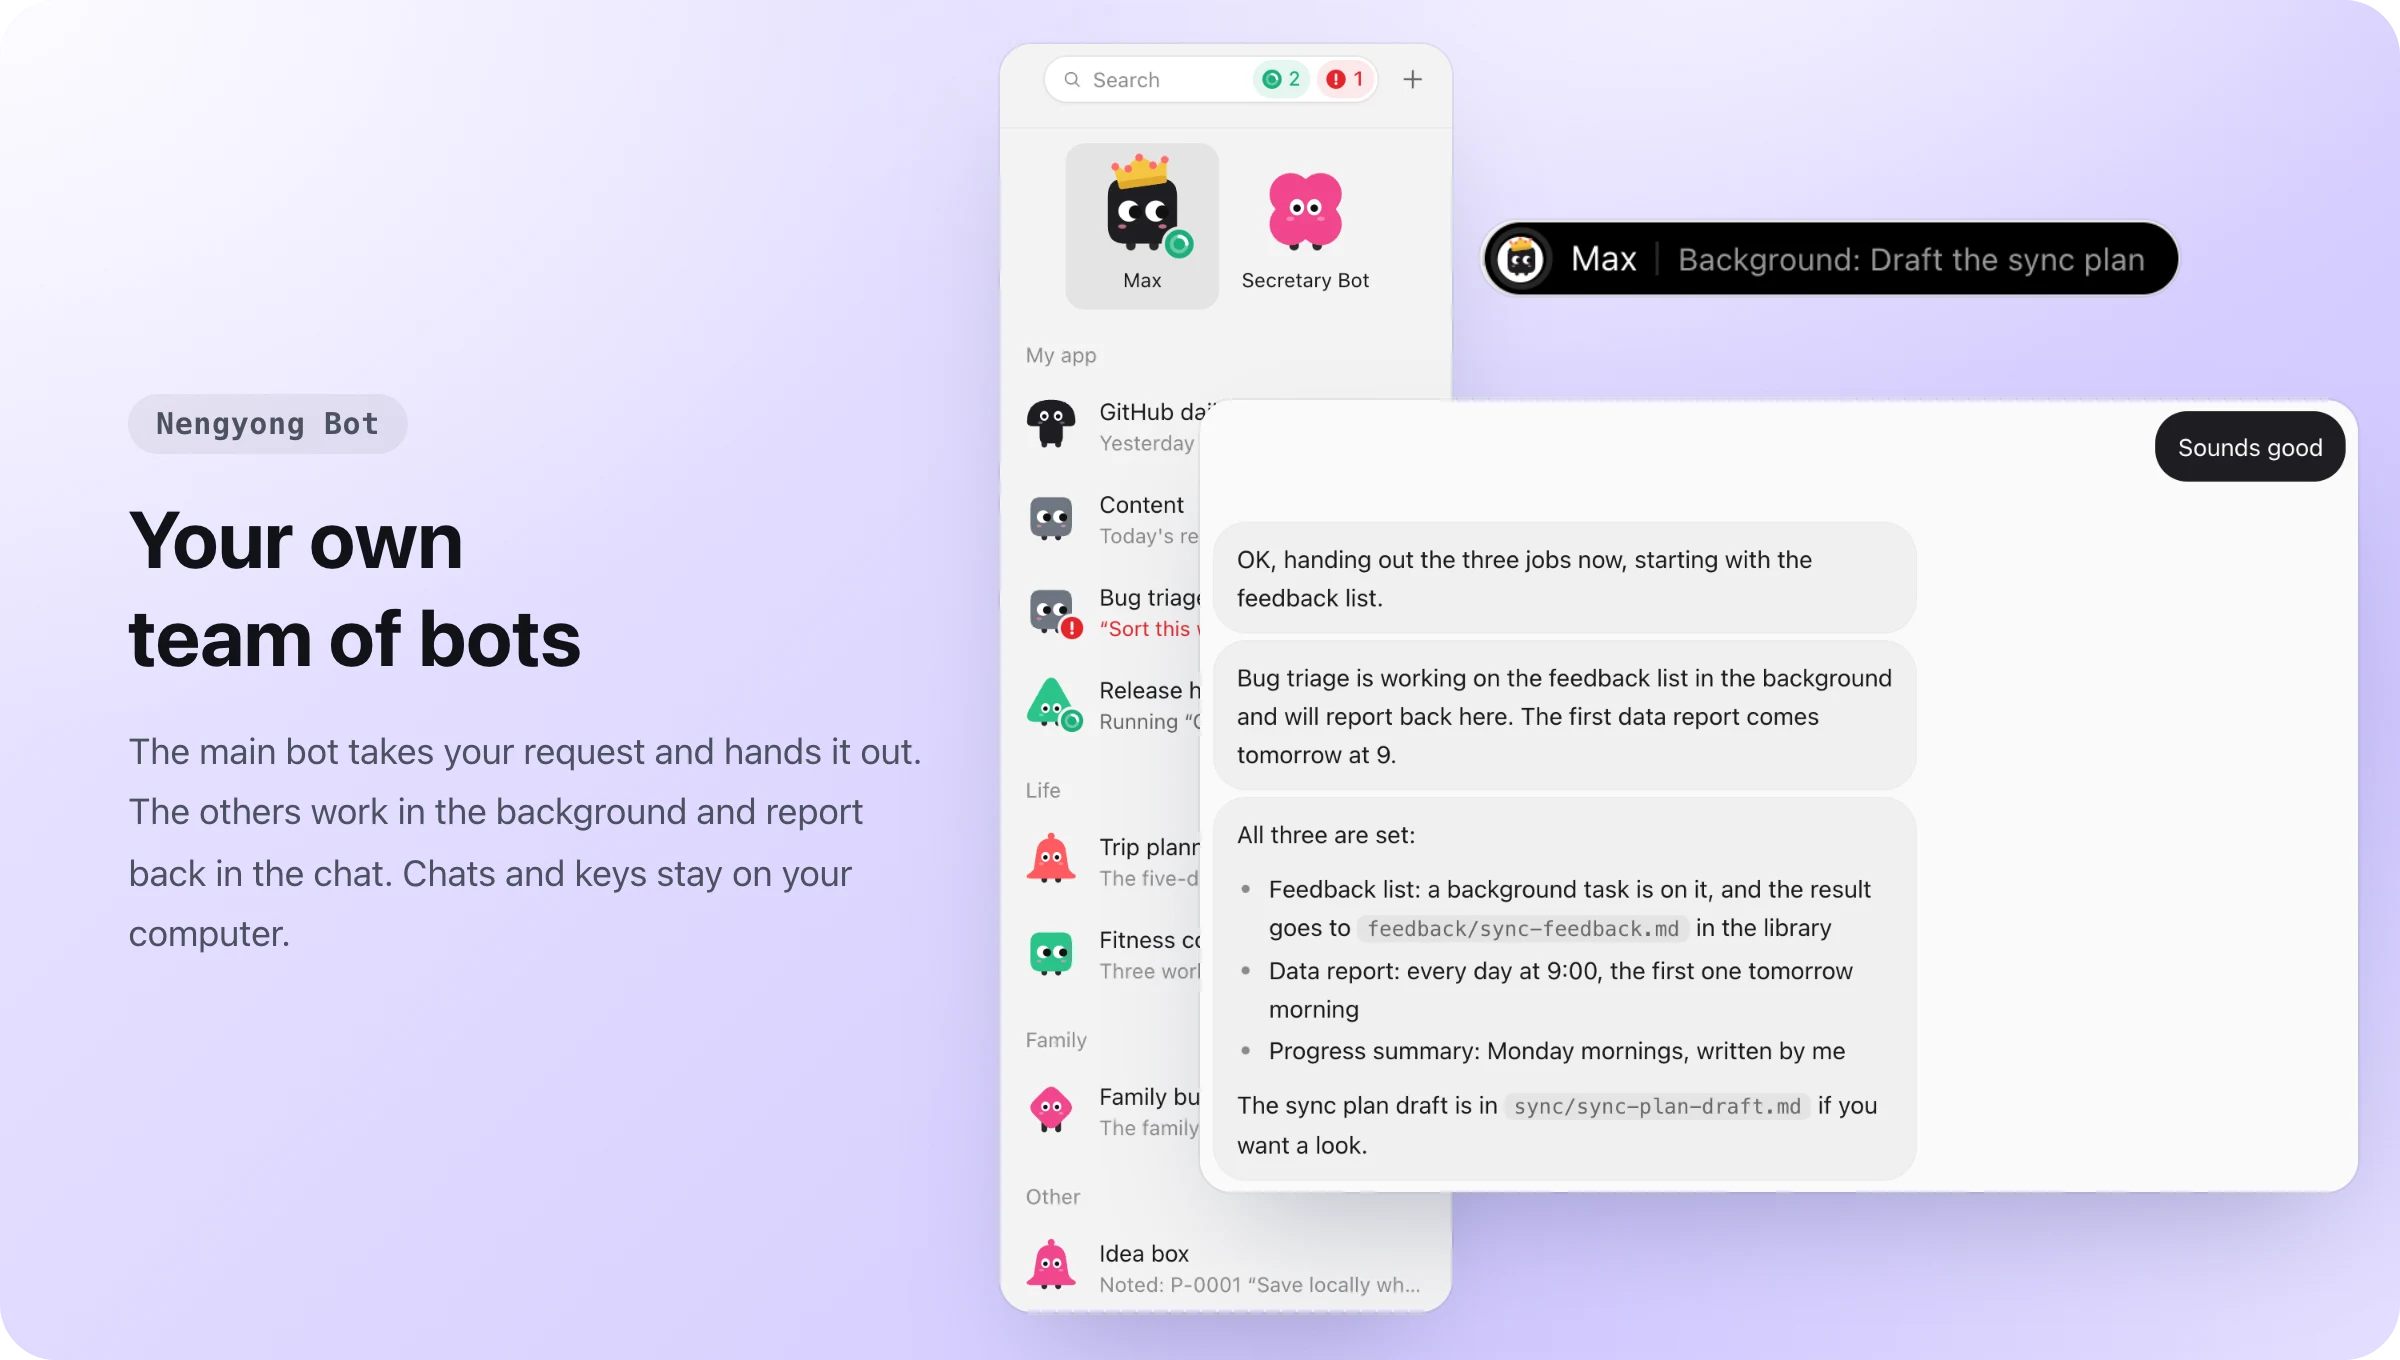 Nengyong Bot
Your own
team of bots
The main bot takes your request and hands it out.
The others work in the background and report
back in the chat. Chats and keys stay on your
computer.
Search
2
1
Max
Secretary Bot
My app
GitHub
Yesterday
Content
Today's
Bug triage
“Sort this
Release
Running
Life
Trip
The
Fitness
Three
Family
Family
The family
Other
Idea box
Noted: P-0001 “Save locally wh...
Max
Background: Draft the sync plan
Sounds good
OK, handing out the three jobs now, starting with the
feedback list.
Bug triage is working on the feedback list in the background
and will report back here. The first data report comes
tomorrow at 9.
All three are set:
• Feedback list: a background task is on it, and the result
goes to feedback/sync-feedback.md in the library
• Data report: every day at 9:00, the first one tomorrow
morning
• Progress summary: Monday mornings, written by me
The sync plan draft is in sync/sync-plan-draft.md if you
want a look.